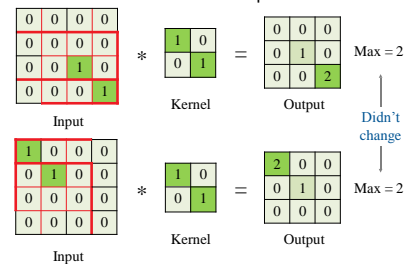 0 0 0 0
0 0 0 0
0 0 1 0
0 0 0 1
Input
*
1 0
0 1
Kernel
=
0 0 0
0 1 0
0 0 2
Output
Max = 2
Didn't
change
1 0 0 0
0 1 0 0
0 0 0 0
0 0 0 0
Input
*
1 0
0 1
Kernel
=
2 0 0
0 1 0
0 0 0
Output
Max = 2